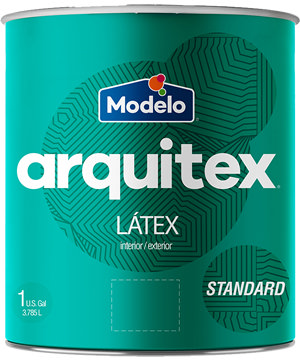 Modelo
arquitex
LÁTEX
interior / exterior
1 U.S. Gal
3.785 L
STANDARD